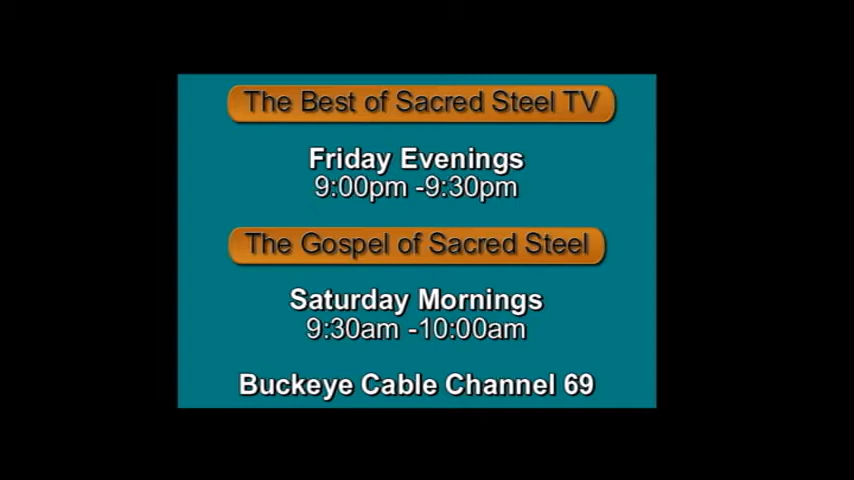 The Best of Sacred Steel TV
Friday Evenings
9:00pm -9:30pm
The Gospel of Sacred Steel
Saturday Mornings
9:30am -10:00am
Buckeye Cable Channel 69